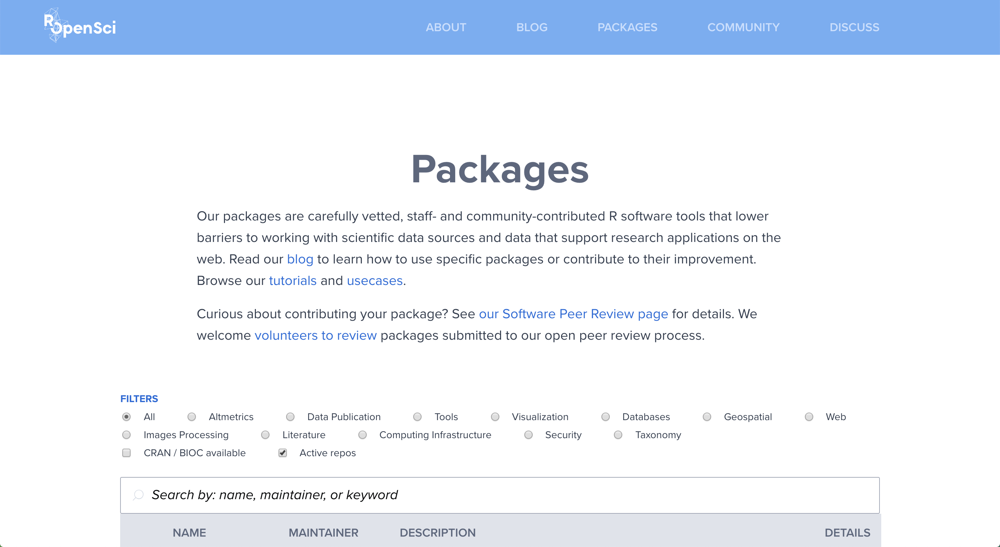 ROpenSci
ABOUT BLOG PACKAGES COMMUNITY DISCUSS
Packages
Our packages are carefully vetted, staff- and community-contributed R software tools that lower
barriers to working with scientific data sources and data that support research applications on the
web. Read our blog to learn how to use specific packages or contribute to their improvement.
Browse our tutorials and usecases.
Curious about contributing your package? See our Software Peer Review page for details. We
welcome volunteers to review packages submitted to our open peer review process.
FILTERS
All Altmetrics Data Publication Tools Visualization Databases Geospatial Web
Images Processing Literature Computing Infrastructure Security Taxonomy
CRAN / BIOC available Active repos
Search by: name, maintainer, or keyword
NAME MAINTAINER DESCRIPTION DETAILS